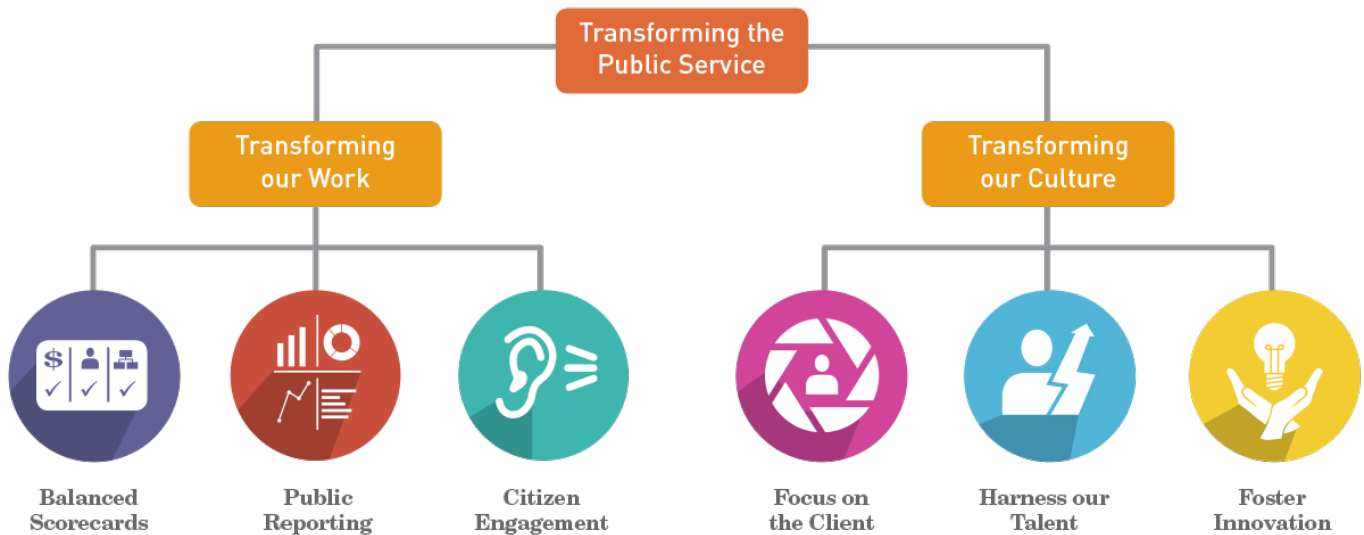 Transforming the
Public Service
Transforming
our Work
Transforming
our Culture
$
Balanced
Scorecards
Public
Reporting
Citizen
Engagement
Focus on
the Client
Harness our
Talent
Foster
Innovation